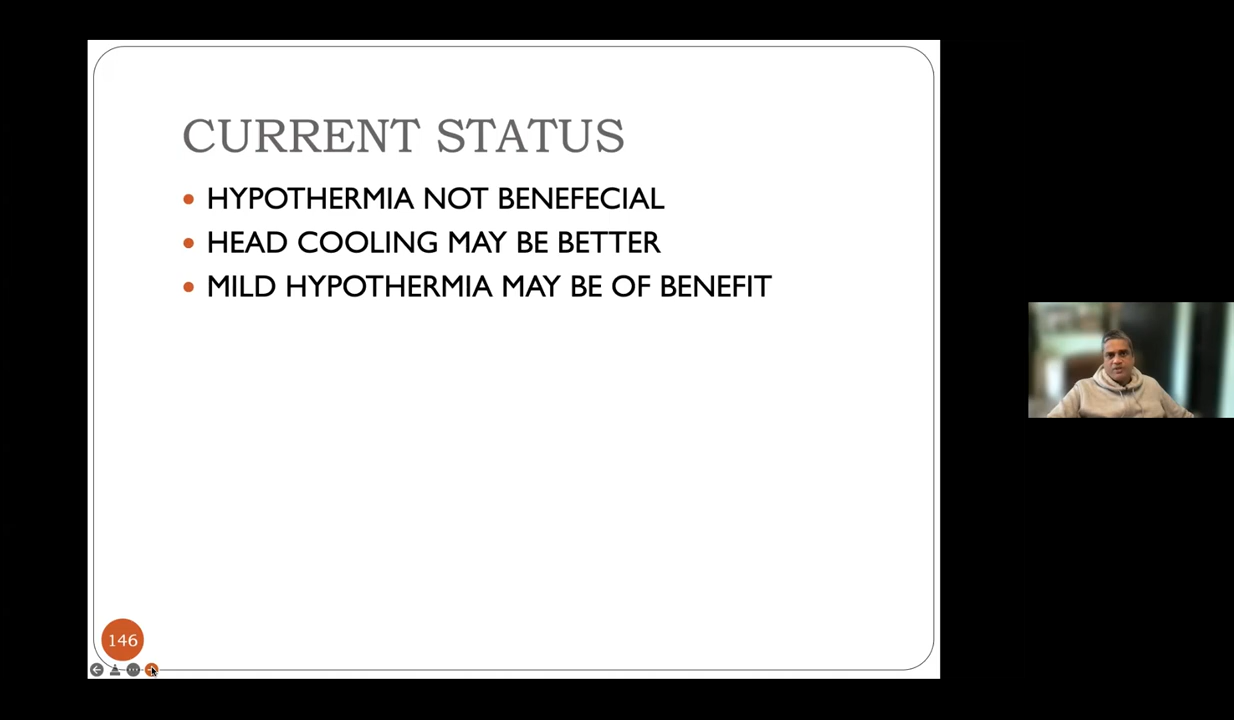 CURRENT STATUS
HYPOTHERMIA NOT BENEFECIAL
HEAD COOLING MAY BE BETTER
MILD HYPOTHERMIA MAY BE OF BENEFIT
146